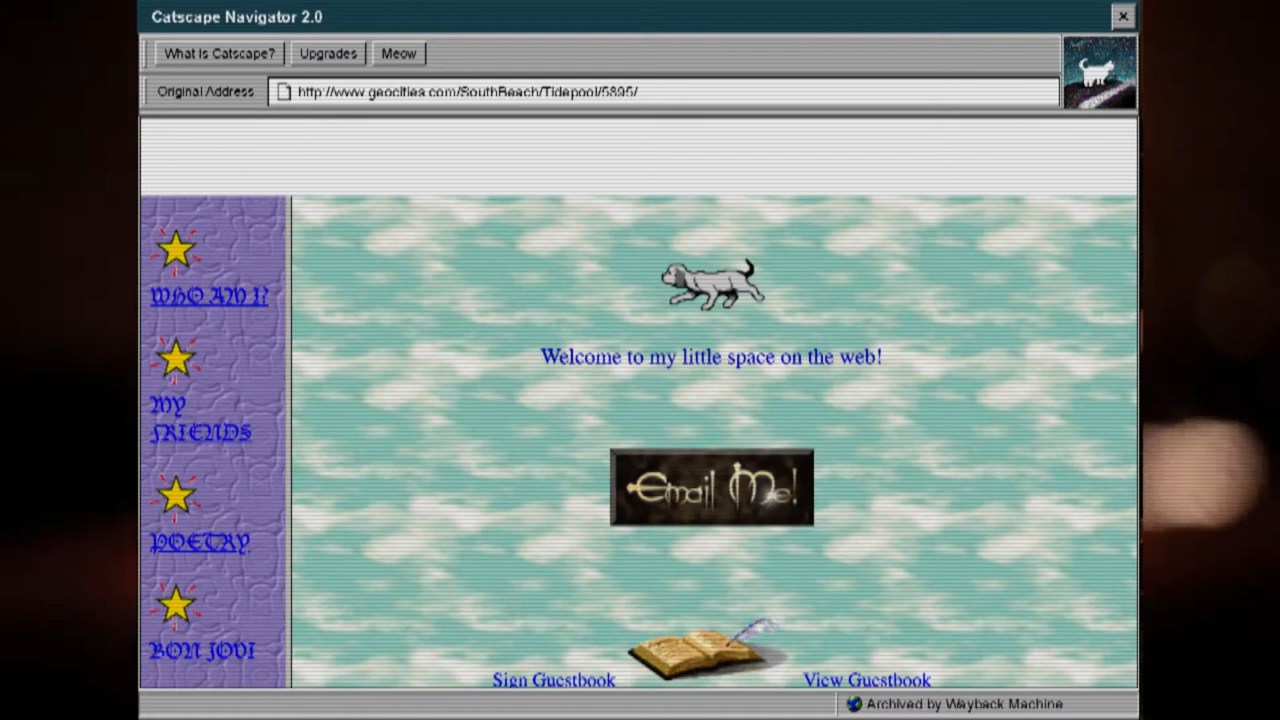 Catscape Navigator 2.0
What is Catscape? Upgrades Meow
Original Address http://www.geocities.com/SouthBeach/Tidepool/5895/
WHO AM I?
Welcome to my little space on the web!
MY
FRIENDS
Email Me!
POETRY
BON JOVI
Sign Guestbook View Guestbook
Archived by Wayback Machine